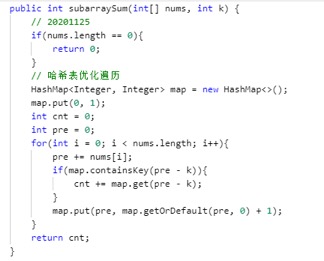 public int subarraySum(int[] nums, int k) {
    // 20201125
    if(nums.length == 0){
        return 0;
    }
    // 哈希表优化遍历
    HashMap<Integer, Integer> map = new HashMap<>();
    map.put(0, 1);
    int cnt = 0;
    int pre = 0;
    for(int i = 0; i < nums.length; i++){
        pre += nums[i];
        if(map.containsKey(pre - k)){
            cnt += map.get(pre - k);
        }
        map.put(pre, map.getOrDefault(pre, 0) + 1);
    }
    return cnt;
}